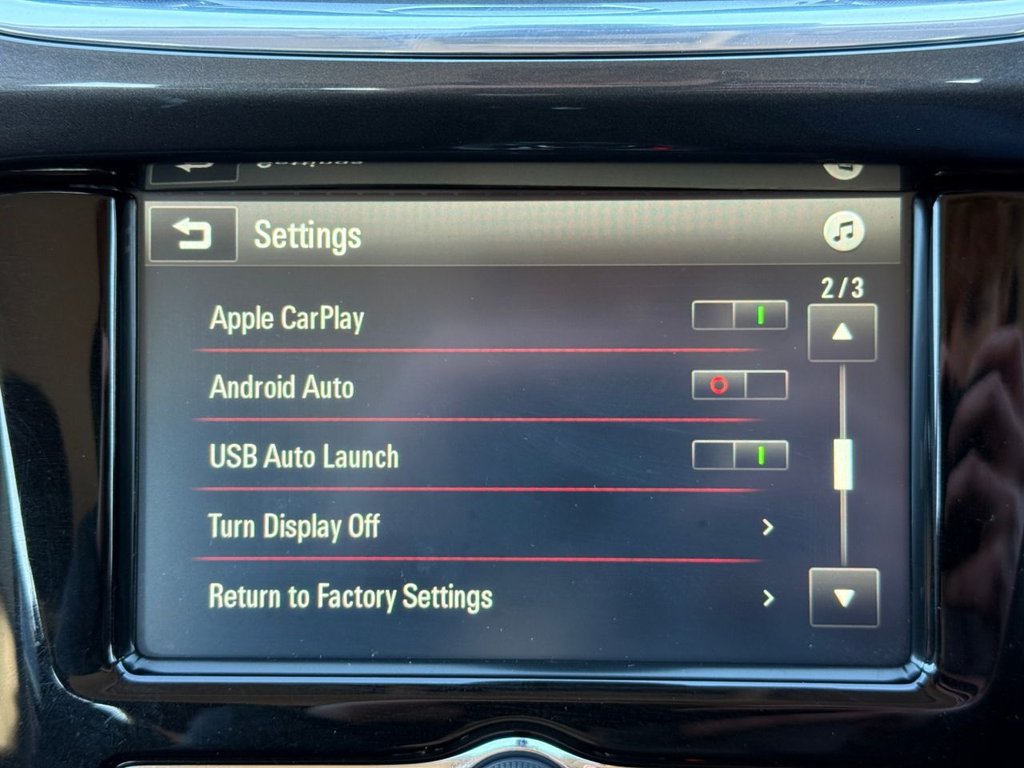 Settings
2/3
Apple CarPlay
Android Auto
USB Auto Launch
Turn Display Off
Return to Factory Settings